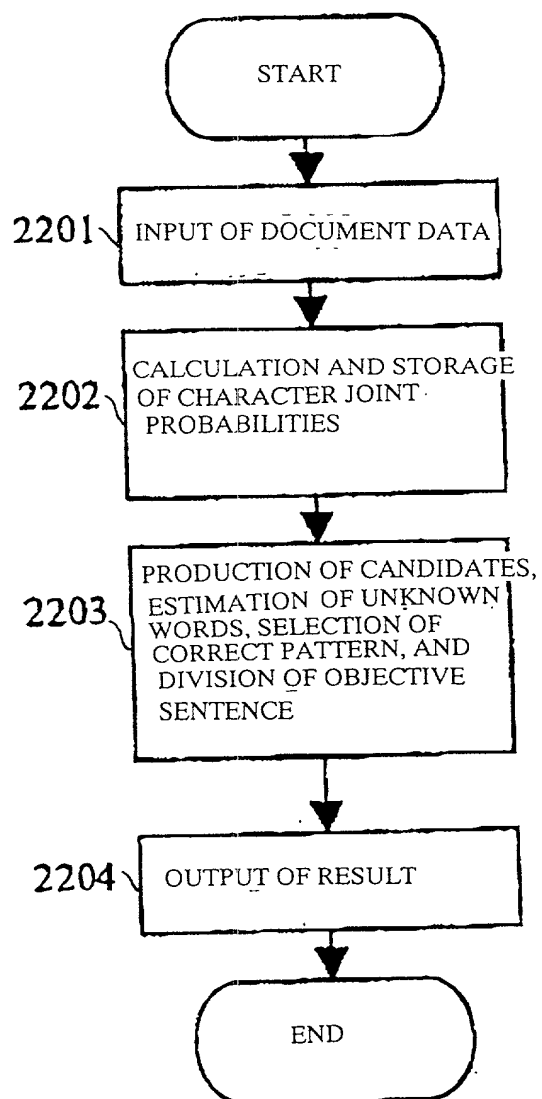 START
2201
INPUT OF DOCUMENT DATA
2202
CALCULATION AND STORAGE
OF CHARACTER JOINT
PROBABILITIES
2203
PRODUCTION OF CANDIDATES,
ESTIMATION OF UNKNOWN
WORDS, SELECTION OF
CORRECT PATTERN, AND
DIVISION OF OBJECTIVE
SENTENCE
2204
OUTPUT OF RESULT
END